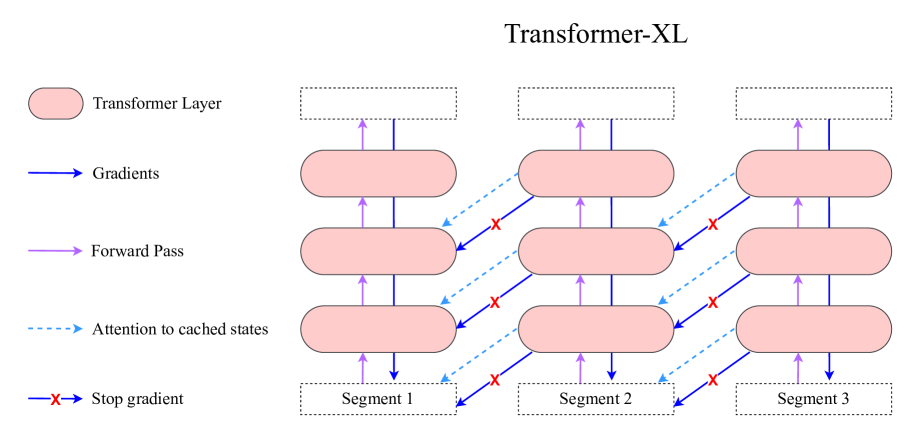 Transformer-XL
Transformer Layer
Gradients
X
X
Forward Pass
X
X
Attention to cached states
X
X
X
Stop gradient
Segment 1
Segment 2
Segment 3